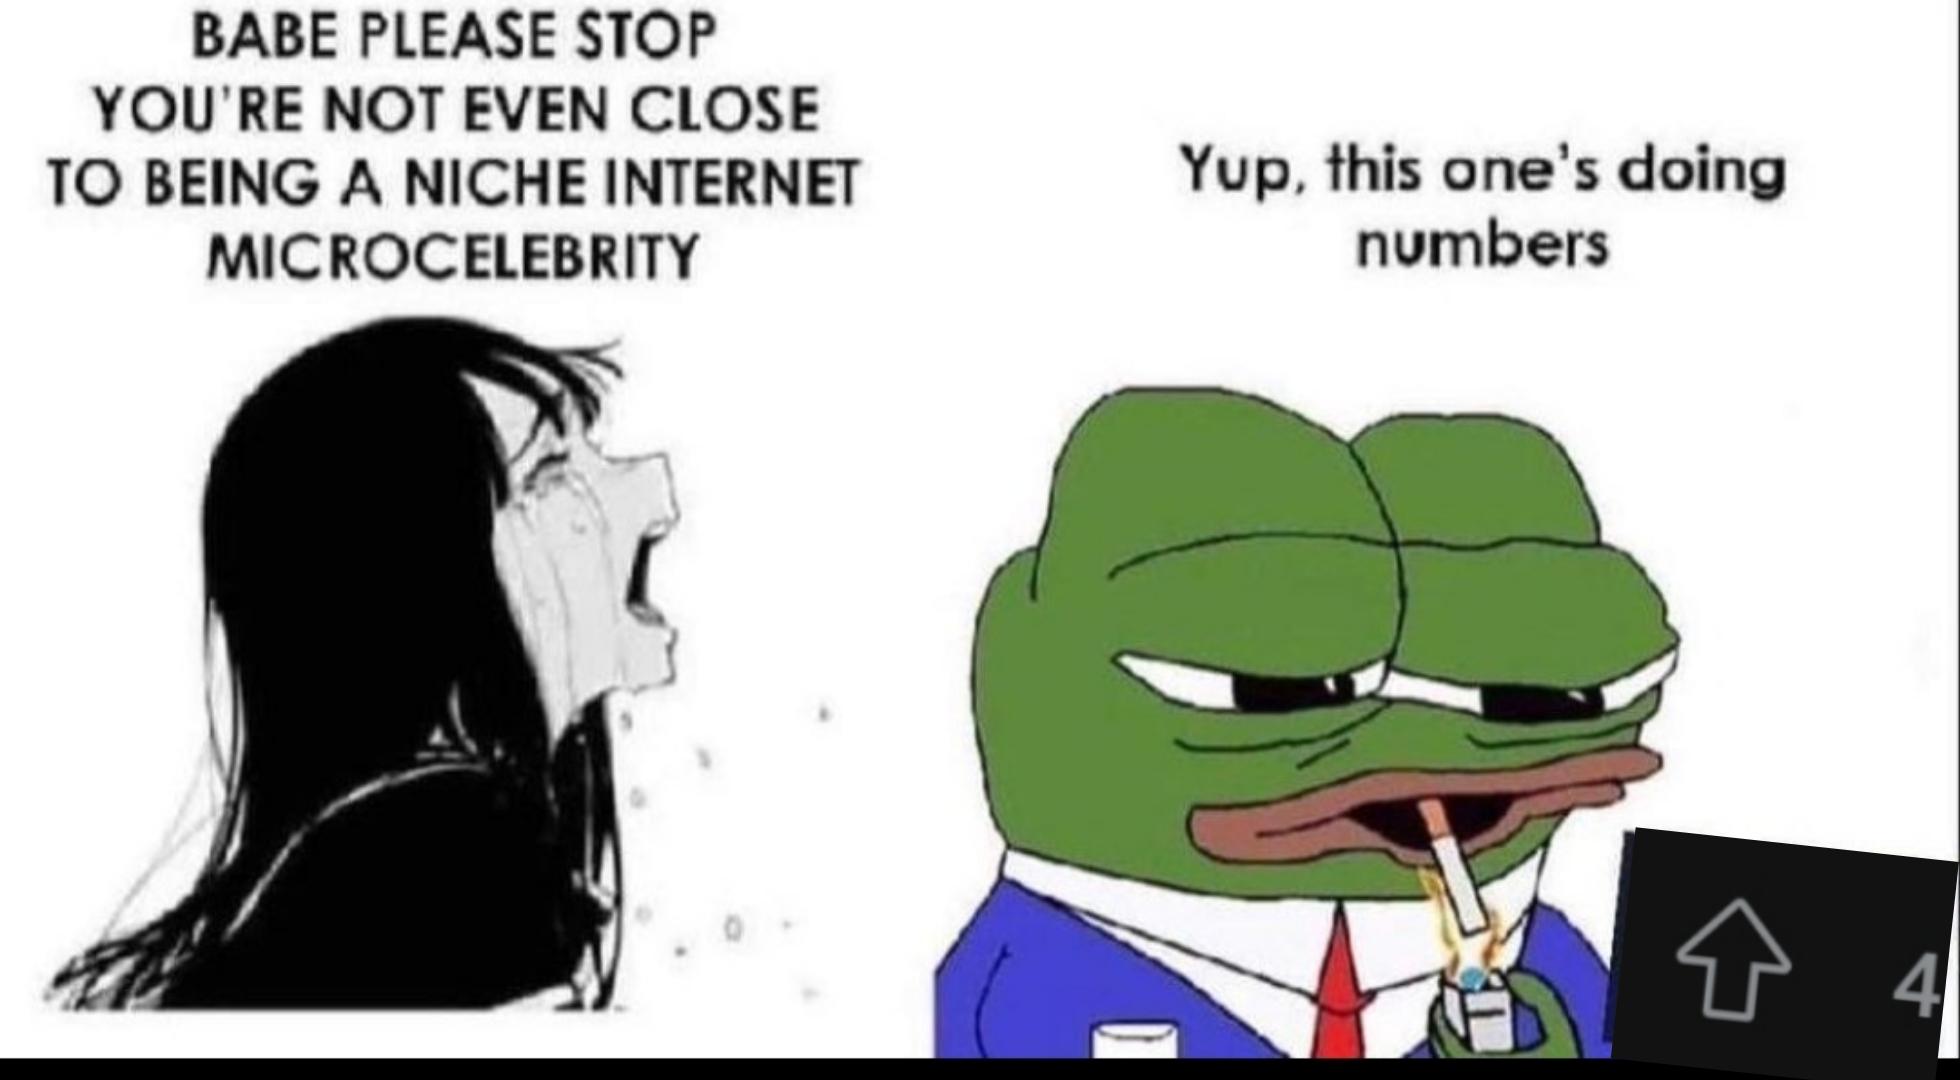 BABE PLEASE STOP
YOU'RE NOT EVEN CLOSE
TO BEING A NICHE INTERNET
MICROCELEBRITY
Yup, this one's doing
numbers
4